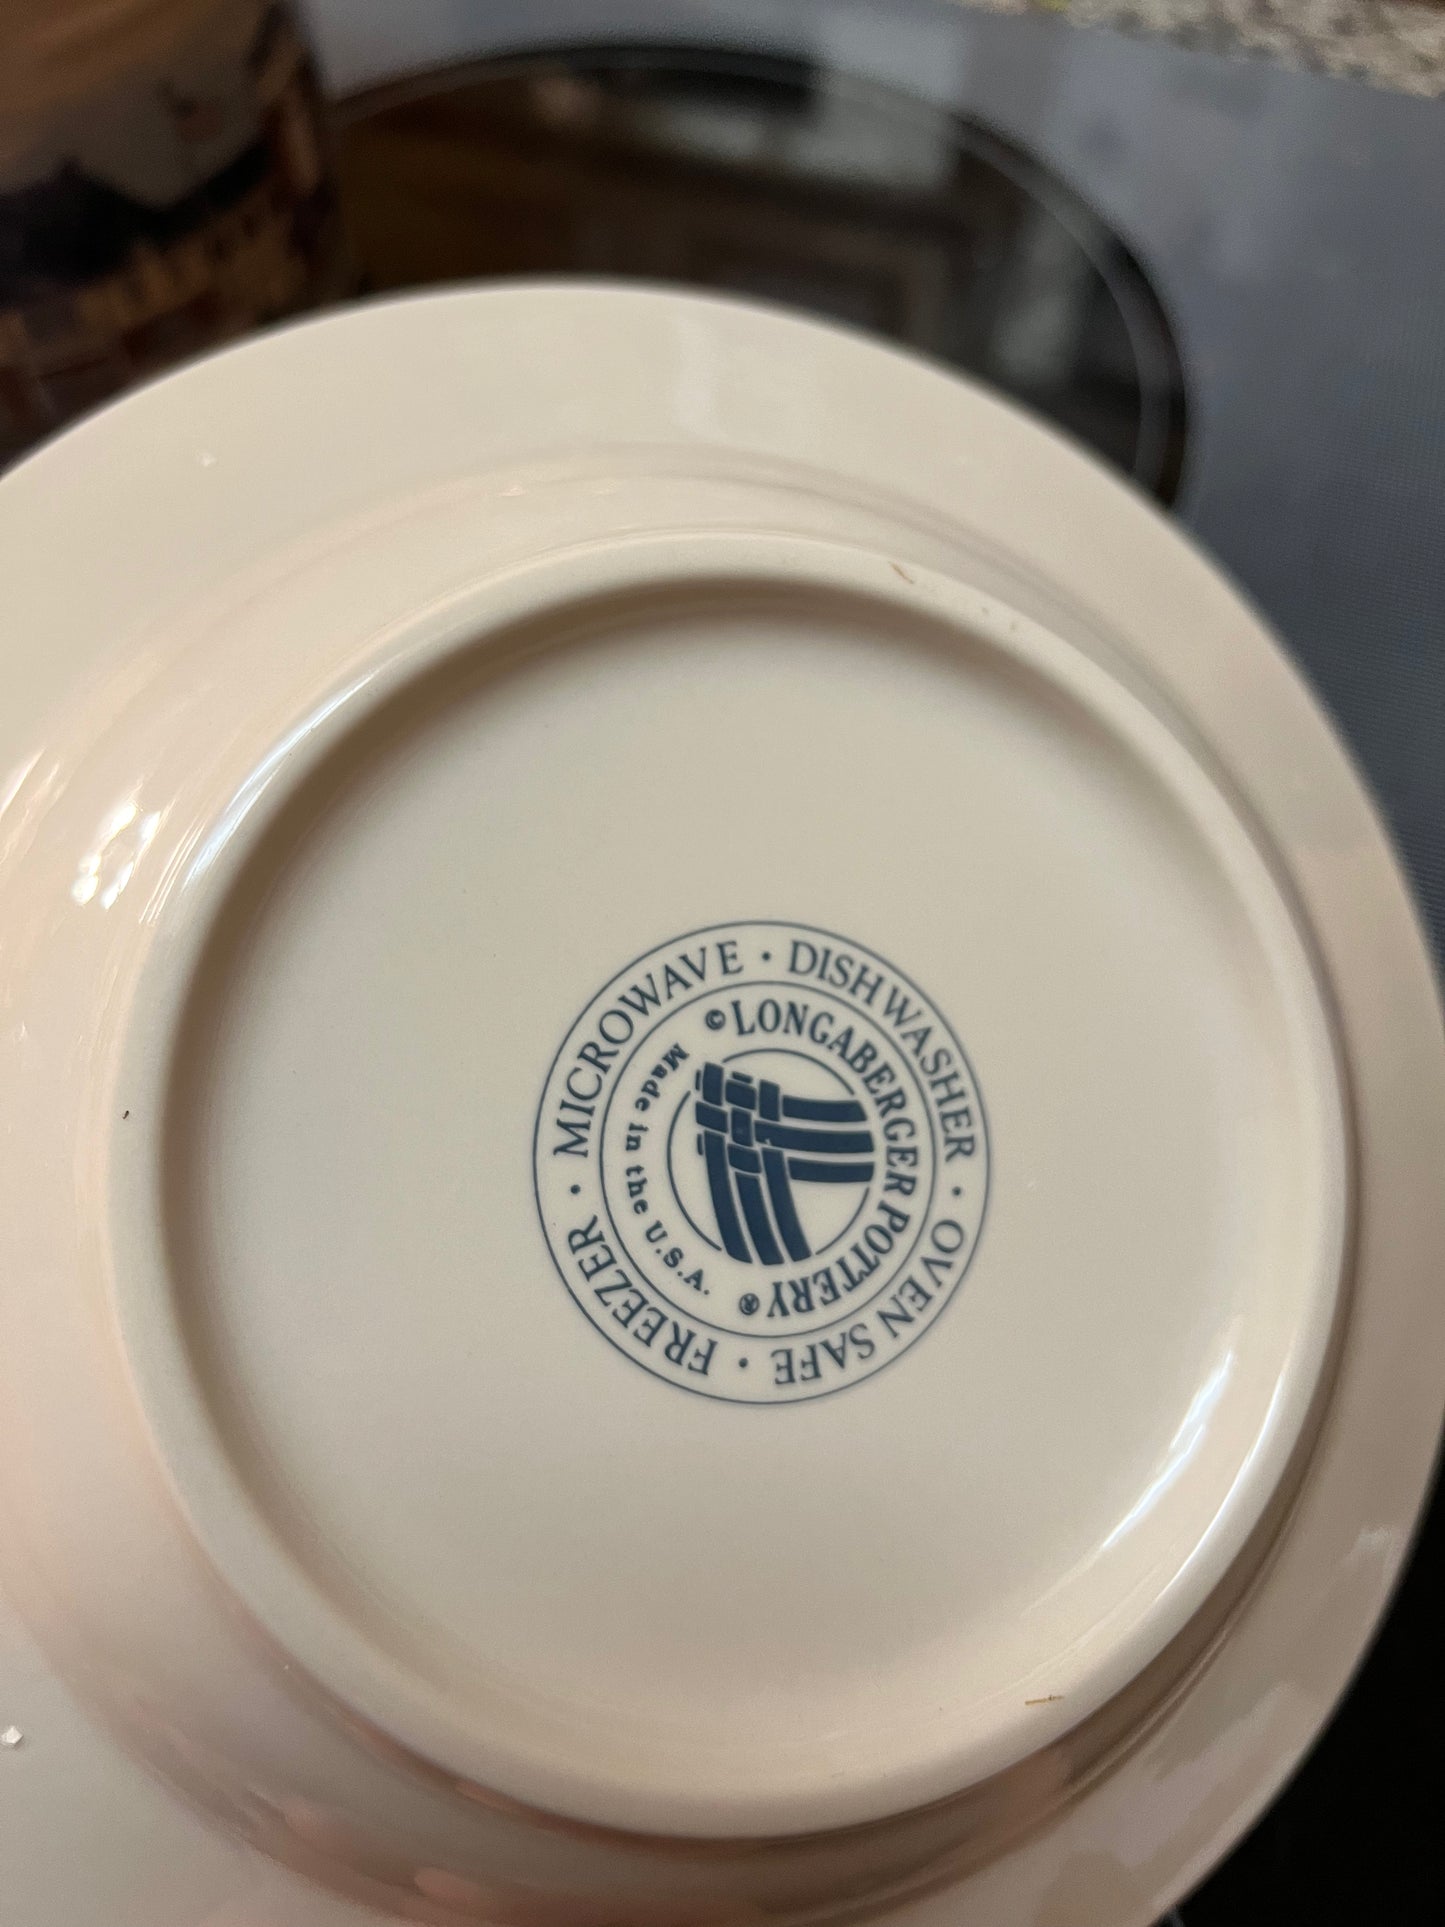 MICROWAVE · DISHWASHER · OVEN SAFE · FREEZER ·
© LONGABERGER POTTERY ®
Made in the U.S.A.